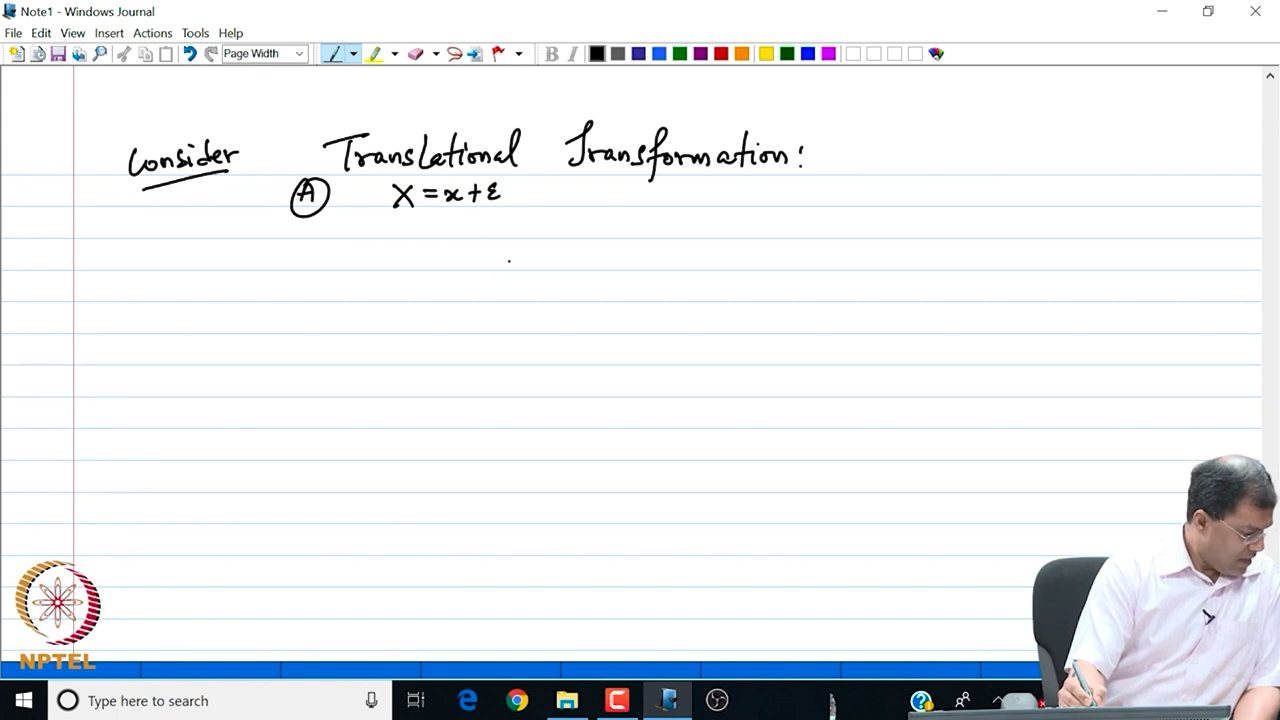 Note1 - Windows Journal
File Edit View Insert Actions Tools Help
Page Width
B I
Consider Translational Transformation:
A X = x + ε
NPTEL
Type here to search